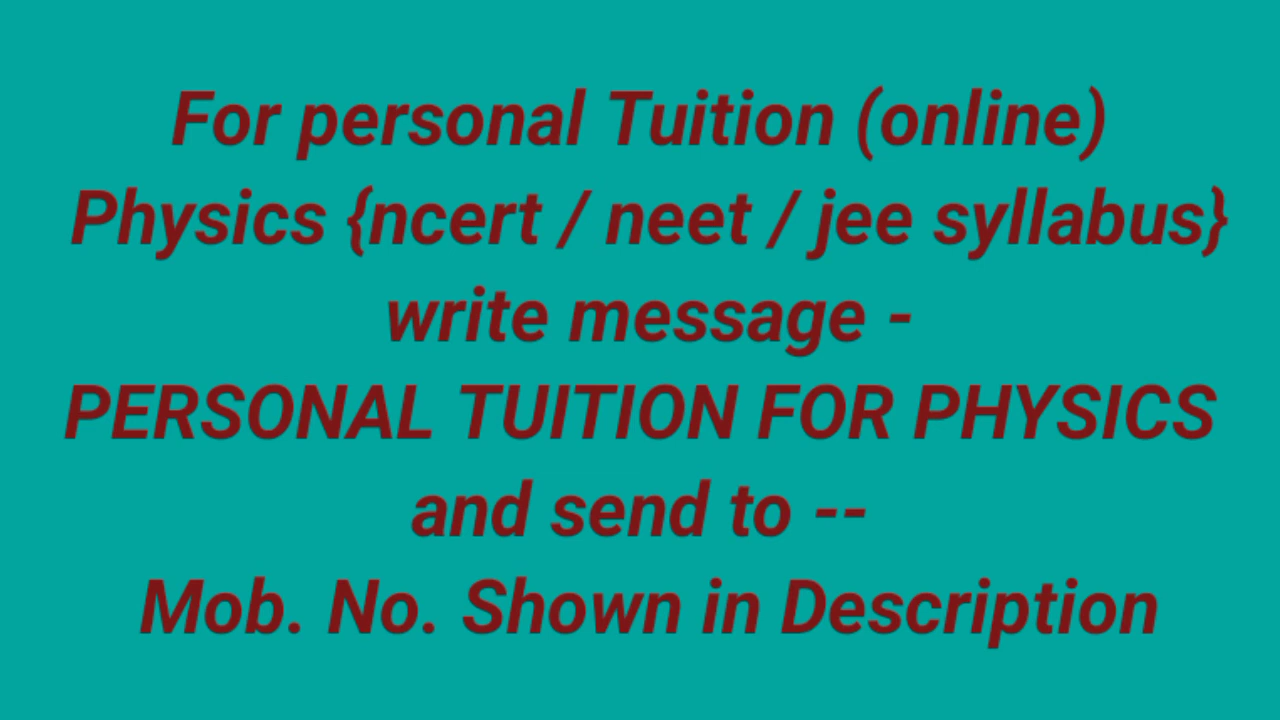 For personal Tuition (online)
Physics {ncert / neet / jee syllabus}
write message -
PERSONAL TUITION FOR PHYSICS
and send to --
Mob. No. Shown in Description